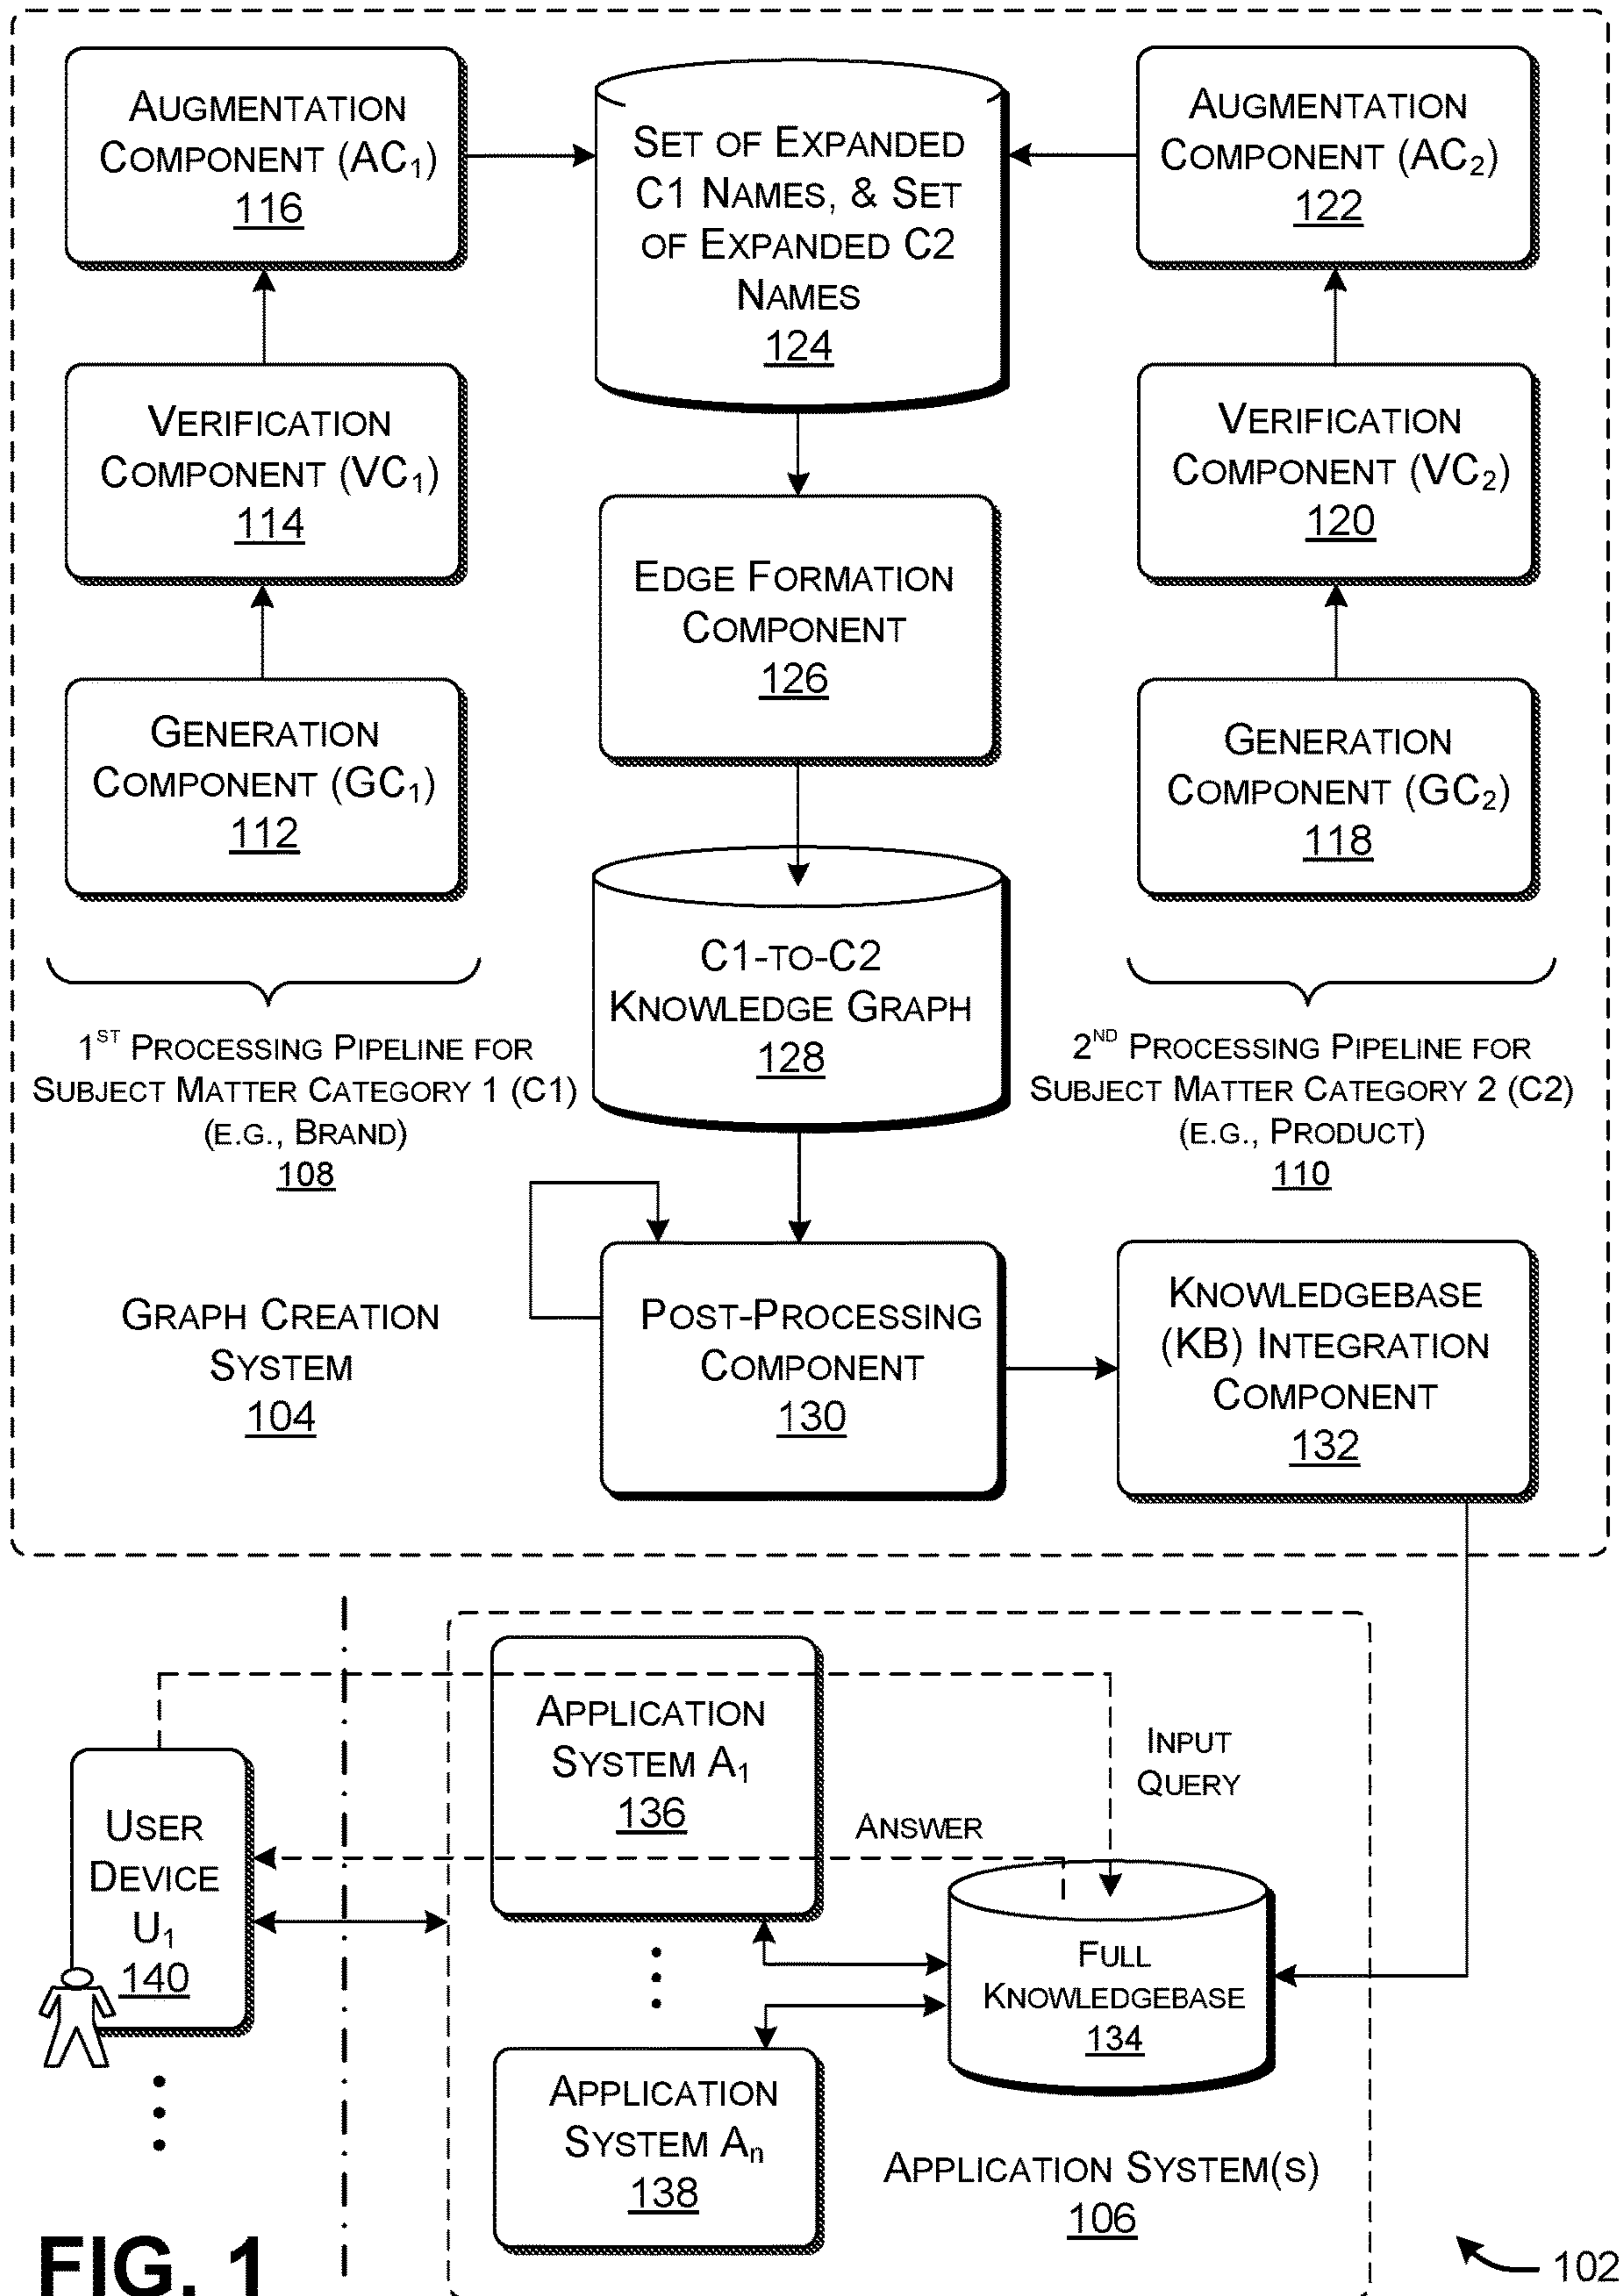 AUGMENTATION
COMPONENT (AC1)
116
SET OF EXPANDED
C1 NAMES, & SET
OF EXPANDED C2
NAMES
124
AUGMENTATION
COMPONENT (AC2)
122
VERIFICATION
COMPONENT (VC1)
114
VERIFICATION
COMPONENT (VC2)
120
EDGE FORMATION
COMPONENT
126
GENERATION
COMPONENT (GC1)
112
GENERATION
COMPONENT (GC2)
118
C1-TO-C2
KNOWLEDGE GRAPH
128
1ST PROCESSING PIPELINE FOR
SUBJECT MATTER CATEGORY 1 (C1)
(E.G., BRAND)
108
2ND PROCESSING PIPELINE FOR
SUBJECT MATTER CATEGORY 2 (C2)
(E.G., PRODUCT)
110
GRAPH CREATION
SYSTEM
104
POST-PROCESSING
COMPONENT
130
KNOWLEDGEBASE
(KB) INTEGRATION
COMPONENT
132
APPLICATION
SYSTEM A1
136
INPUT
QUERY
ANSWER
USER
DEVICE
U1
140
FULL
KNOWLEDGEBASE
134
APPLICATION
SYSTEM An
138
APPLICATION SYSTEM(S)
106
FIG. 1
102